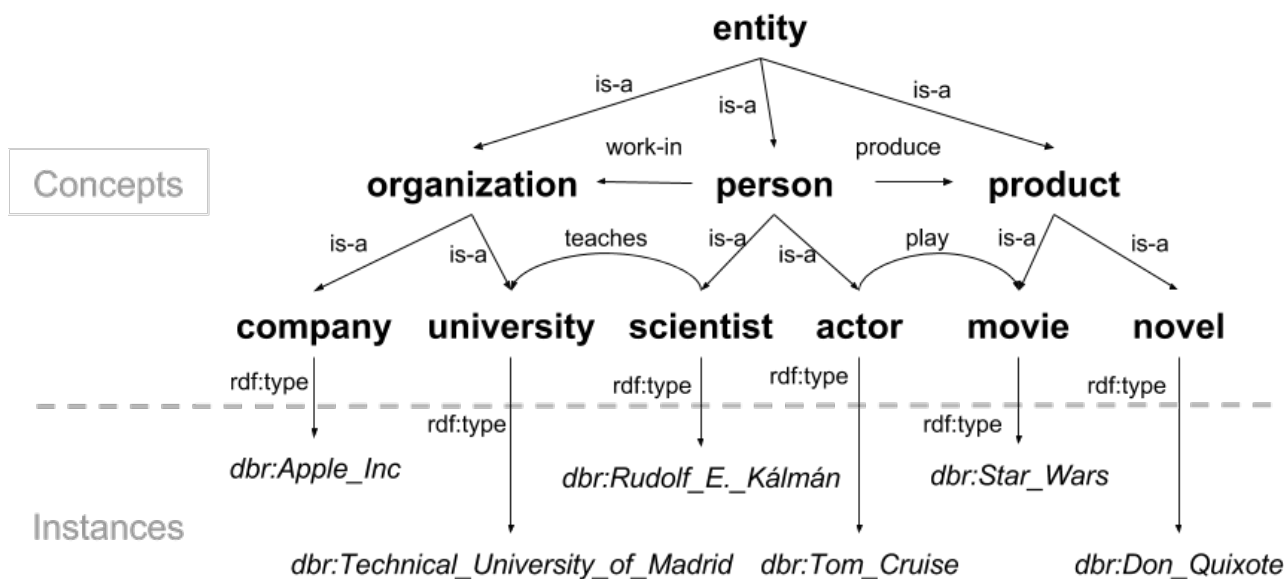 entity
is-a
is-a
is-a
work-in
produce
Concepts
organization
person
product
is-a
is-a
teaches
is-a
is-a
play
is-a
is-a
company
university
scientist
actor
movie
novel
rdf:type
rdf:type
rdf:type
rdf:type
rdf:type
rdf:type
dbr:Apple_Inc
dbr:Rudolf_E._Kálmán
dbr:Star_Wars
Instances
dbr:Technical_University_of_Madrid
dbr:Tom_Cruise
dbr:Don_Quixote